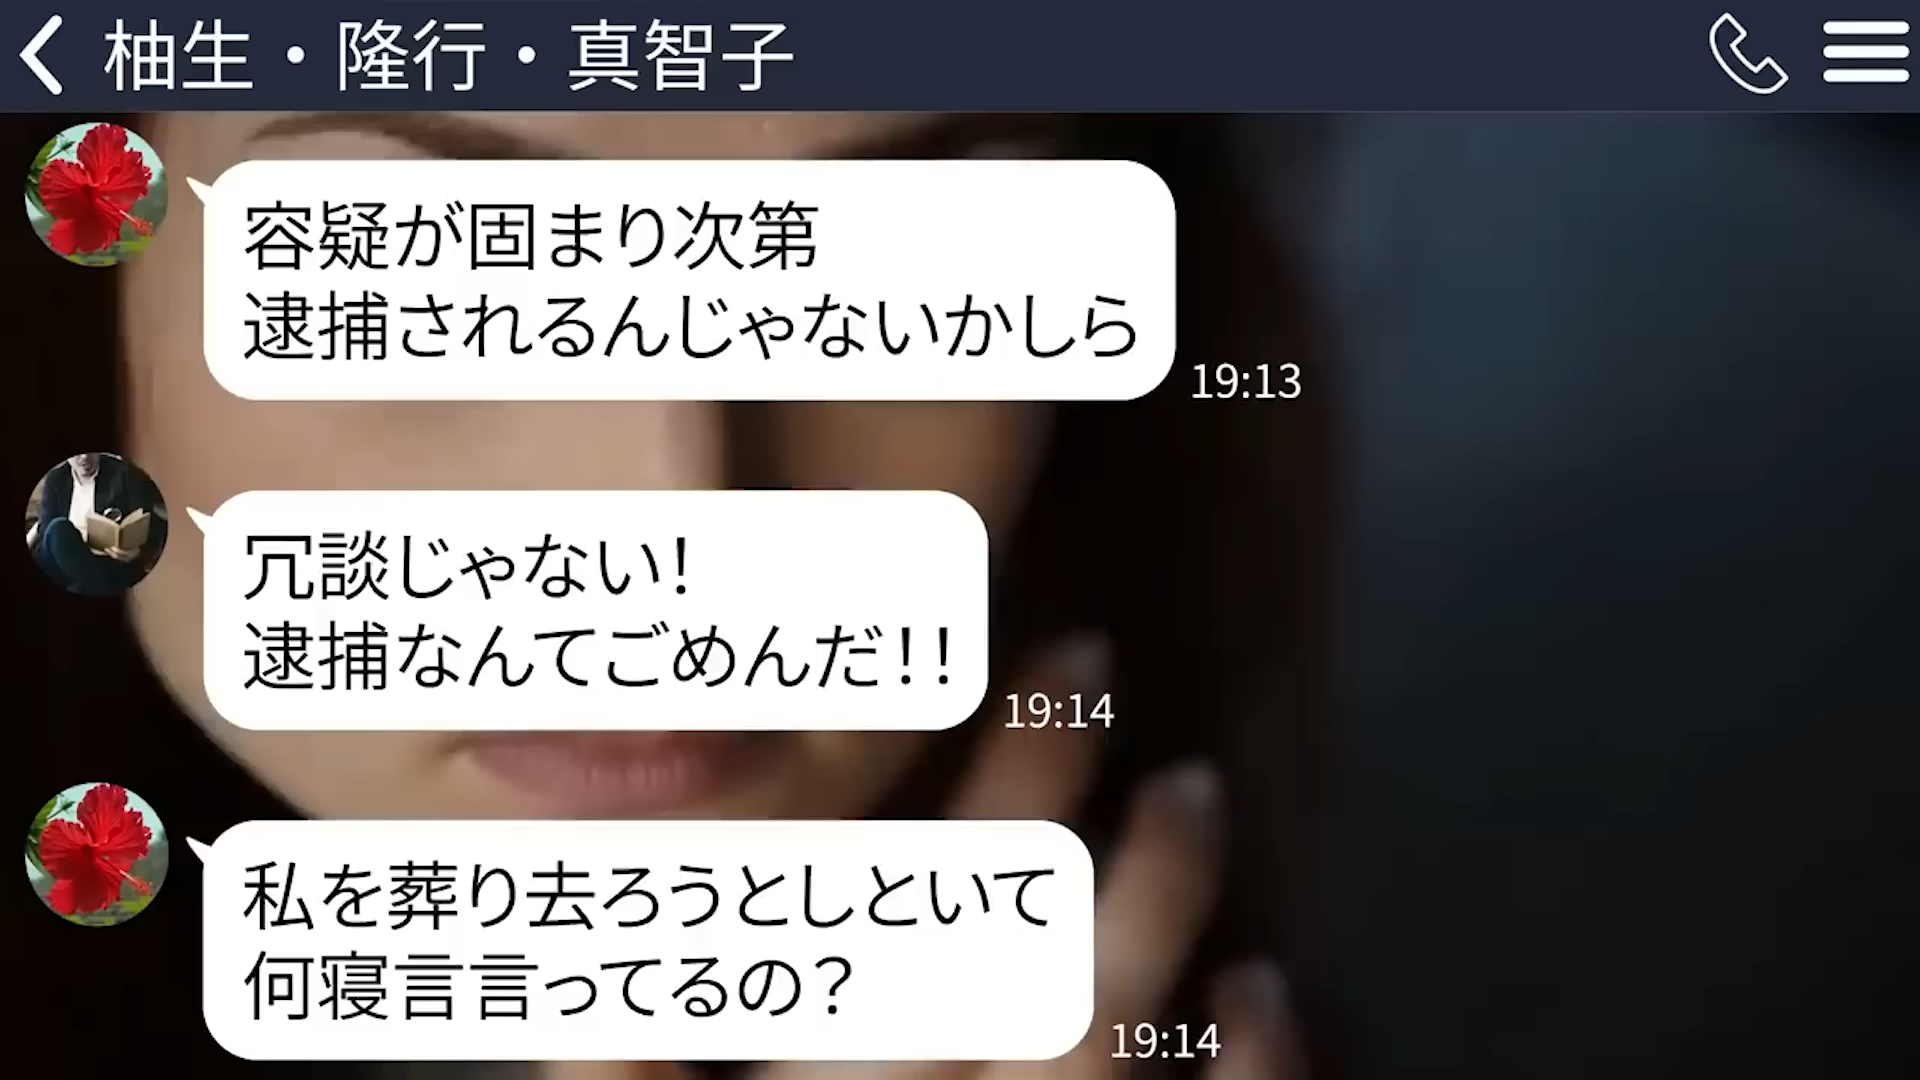 柚生・隆行・真智子
容疑が固まり次第
逮捕されるんじゃないかしら
19:13
冗談じゃない！
逮捕なんてごめんだ！！
19:14
私を葬り去ろうとしといて
何寝言言ってるの？
19:14